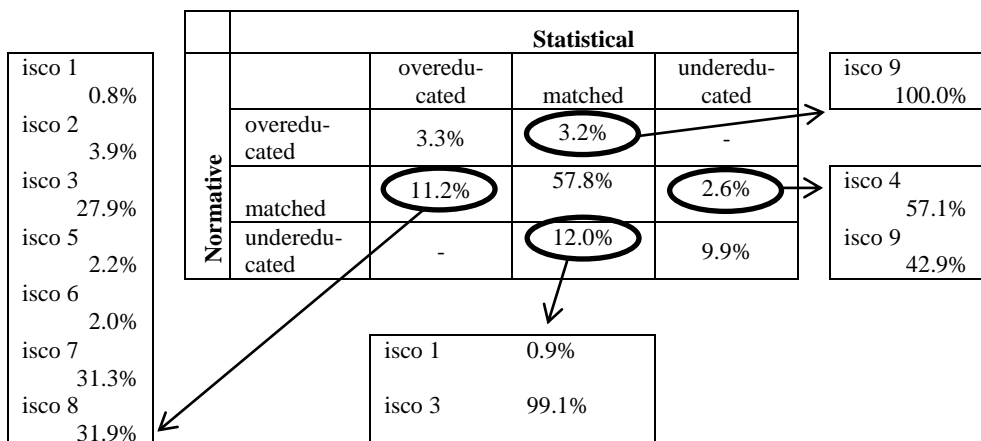 Statistical
overedu-
cated
matched
underedu-
cated
Normative
overedu-
cated
3.3%
3.2%
-
matched
11.2%
57.8%
2.6%
underedu-
cated
-
12.0%
9.9%
isco 1
0.8%
isco 2
3.9%
isco 3
27.9%
isco 5
2.2%
isco 6
2.0%
isco 7
31.3%
isco 8
31.9%
isco 9
100.0%
isco 4
57.1%
isco 9
42.9%
isco 1 0.9%
isco 3 99.1%